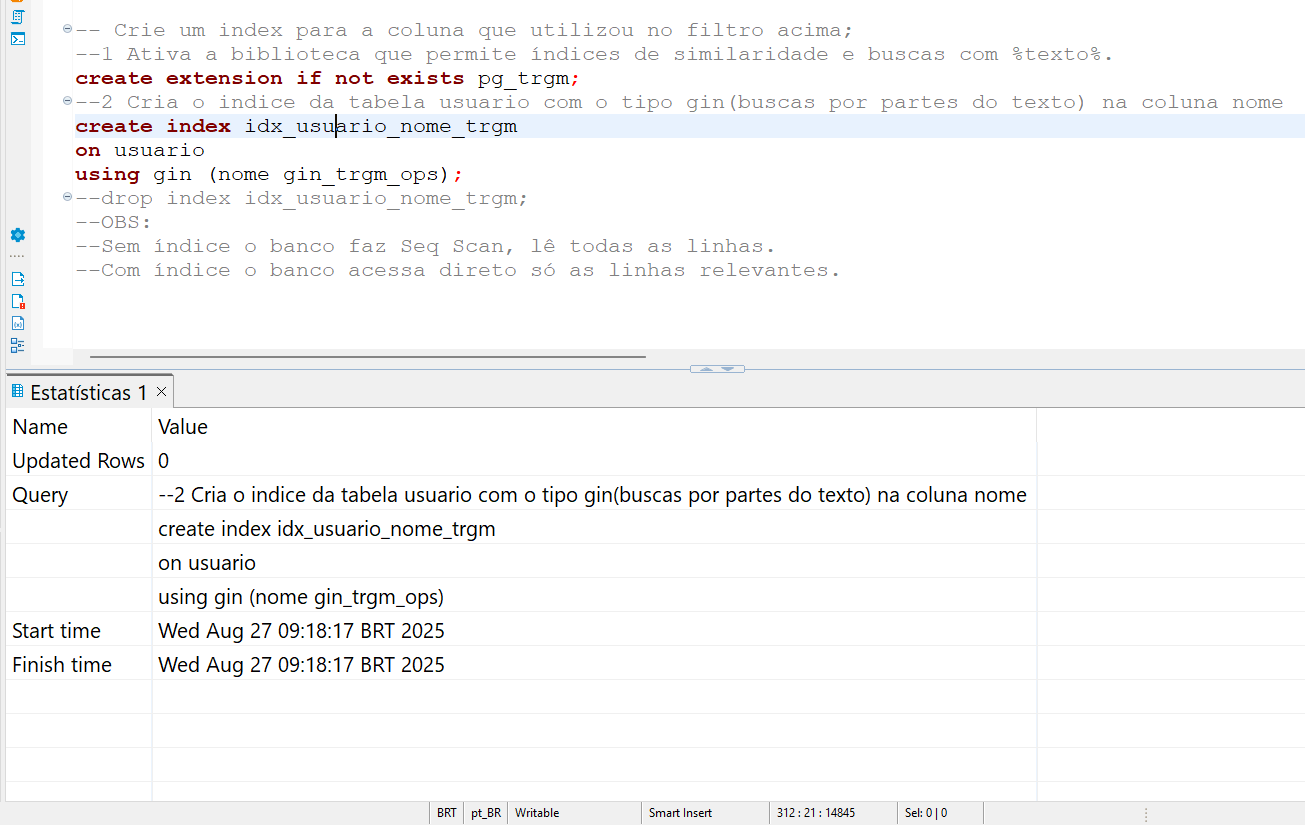 -- Crie um index para a coluna que utilizou no filtro acima;
--1 Ativa a biblioteca que permite índices de similaridade e buscas com %texto%.
create extension if not exists pg_trgm;
--2 Cria o indice da tabela usuario com o tipo gin(buscas por partes do texto) na coluna nome
create index idx_usuario_nome_trgm
on usuario
using gin (nome gin_trgm_ops);
--drop index idx_usuario_nome_trgm;
--OBS:
--Sem índice o banco faz Seq Scan, lê todas as linhas.
--Com índice o banco acessa direto só as linhas relevantes.
Estatísticas 1
Name Value
Updated Rows 0
Query --2 Cria o indice da tabela usuario com o tipo gin(buscas por partes do texto) na coluna nome
create index idx_usuario_nome_trgm
on usuario
using gin (nome gin_trgm_ops)
Start time Wed Aug 27 09:18:17 BRT 2025
Finish time Wed Aug 27 09:18:17 BRT 2025
BRT pt_BR Writable Smart Insert 312 : 21 : 14845 Sel: 0 | 0